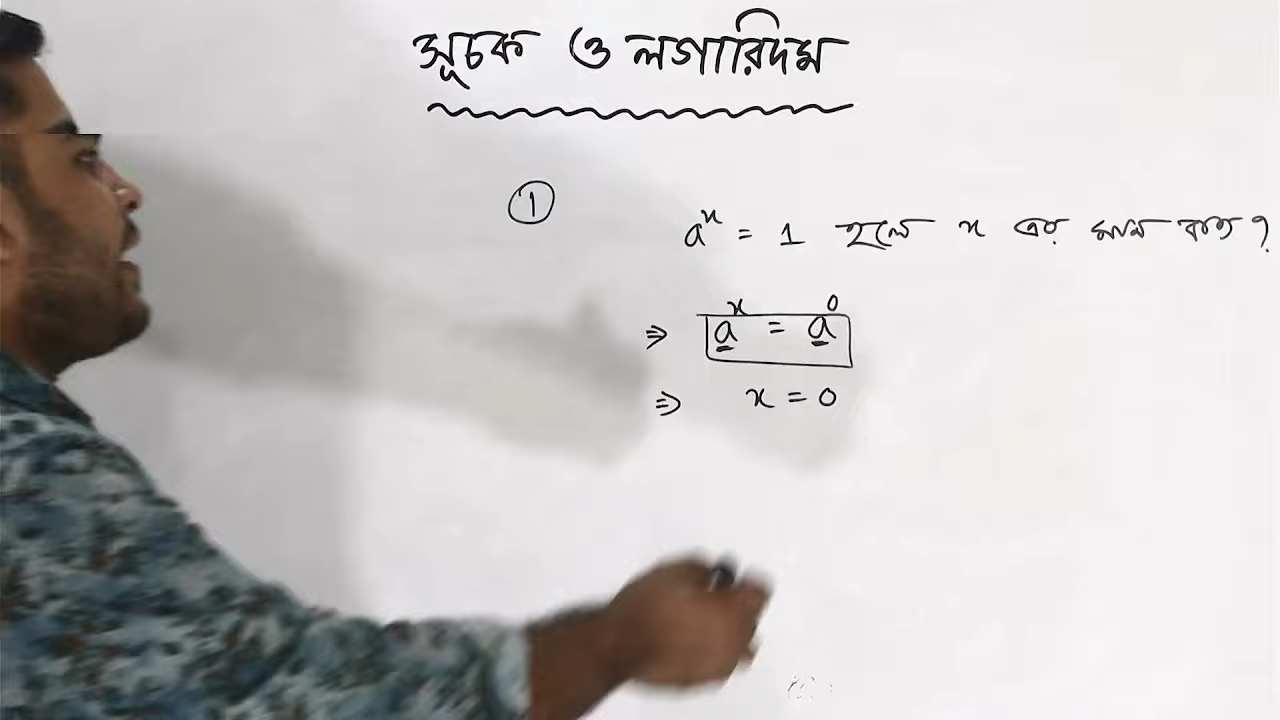 সূচক ও লগারিদম
① aˣ = 1 হলে x এর মান কত ?
⇒ aˣ = a⁰
⇒ x = 0